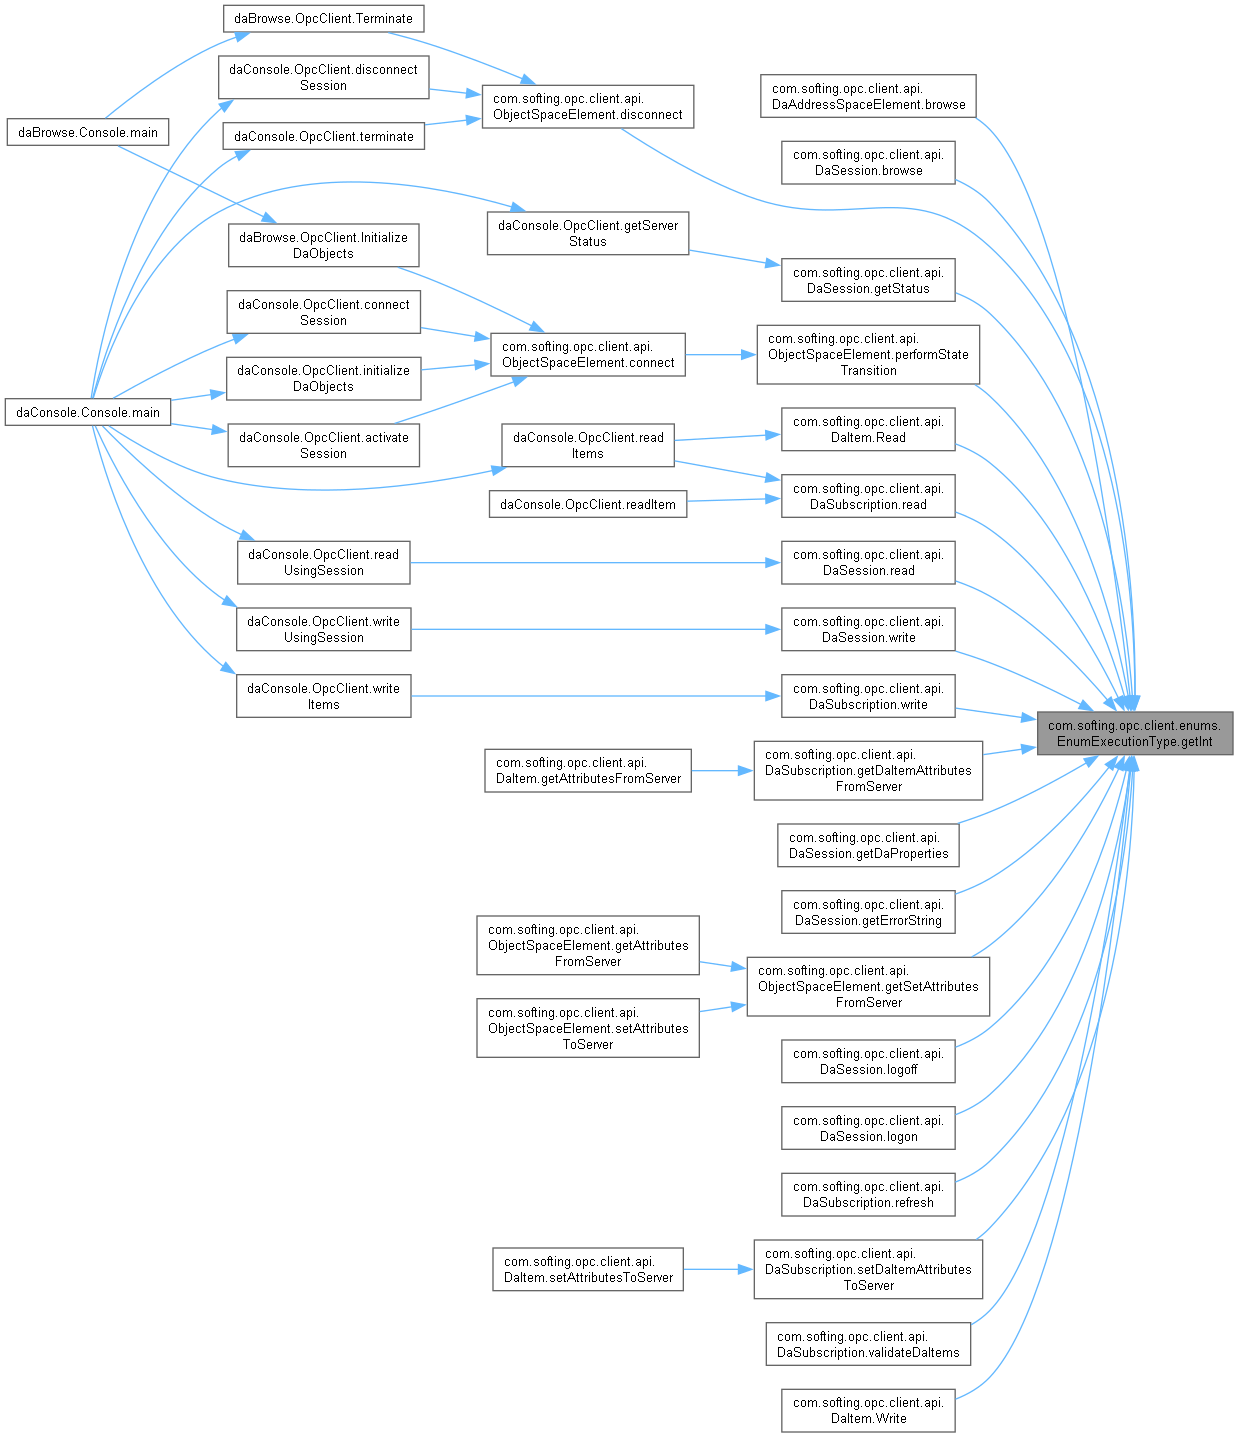 daBrowse.OpcClient.Terminate
daConsole.OpcClient.disconnect
Session
com.softing.opc.client.api.
ObjectSpaceElement.disconnect
com.softing.opc.client.api.
DaAddressSpaceElement.browse
daBrowse.Console.main
daConsole.OpcClient.terminate
com.softing.opc.client.api.
DaSession.browse
daConsole.OpcClient.getServer
Status
daBrowse.OpcClient.Initialize
DaObjects
com.softing.opc.client.api.
DaSession.getStatus
daConsole.OpcClient.connect
Session
com.softing.opc.client.api.
ObjectSpaceElement.connect
com.softing.opc.client.api.
ObjectSpaceElement.performState
Transition
daConsole.OpcClient.initialize
DaObjects
daConsole.Console.main
daConsole.OpcClient.activate
Session
daConsole.OpcClient.read
Items
com.softing.opc.client.api.
DaItem.Read
daConsole.OpcClient.readItem
com.softing.opc.client.api.
DaSubscription.read
daConsole.OpcClient.read
UsingSession
com.softing.opc.client.api.
DaSession.read
daConsole.OpcClient.write
UsingSession
com.softing.opc.client.api.
DaSession.write
daConsole.OpcClient.write
Items
com.softing.opc.client.api.
DaSubscription.write
com.softing.opc.client.enums.
EnumExecutionType.getInt
com.softing.opc.client.api.
DaItem.getAttributesFromServer
com.softing.opc.client.api.
DaSubscription.getDaItemAttributes
FromServer
com.softing.opc.client.api.
DaSession.getDaProperties
com.softing.opc.client.api.
DaSession.getErrorString
com.softing.opc.client.api.
ObjectSpaceElement.getAttributes
FromServer
com.softing.opc.client.api.
ObjectSpaceElement.getSetAttributes
FromServer
com.softing.opc.client.api.
ObjectSpaceElement.setAttributes
ToServer
com.softing.opc.client.api.
DaSession.logoff
com.softing.opc.client.api.
DaSession.logon
com.softing.opc.client.api.
DaSubscription.refresh
com.softing.opc.client.api.
DaItem.setAttributesToServer
com.softing.opc.client.api.
DaSubscription.setDaItemAttributes
ToServer
com.softing.opc.client.api.
DaSubscription.validateDaItems
com.softing.opc.client.api.
DaItem.Write